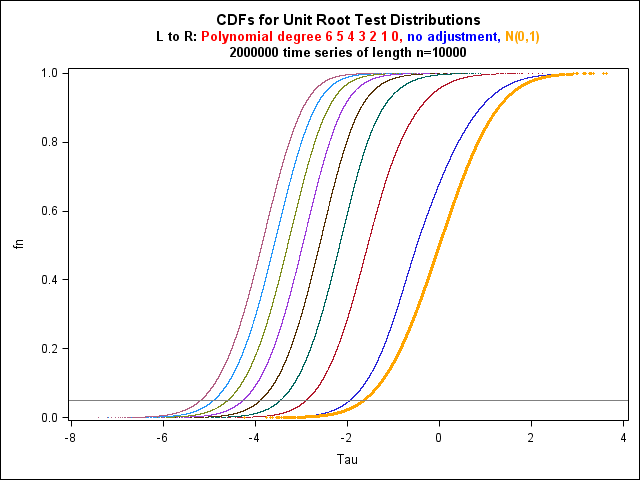 CDFs for Unit Root Test Distributions
L to R: Polynomial degree 6 5 4 3 2 1 0, no adjustment, N(0,1)
2000000 time series of length n=10000
1.0
0.8
0.6
fn
0.4
0.2
0.0
-8 -6 -4 -2 0 2 4
Tau